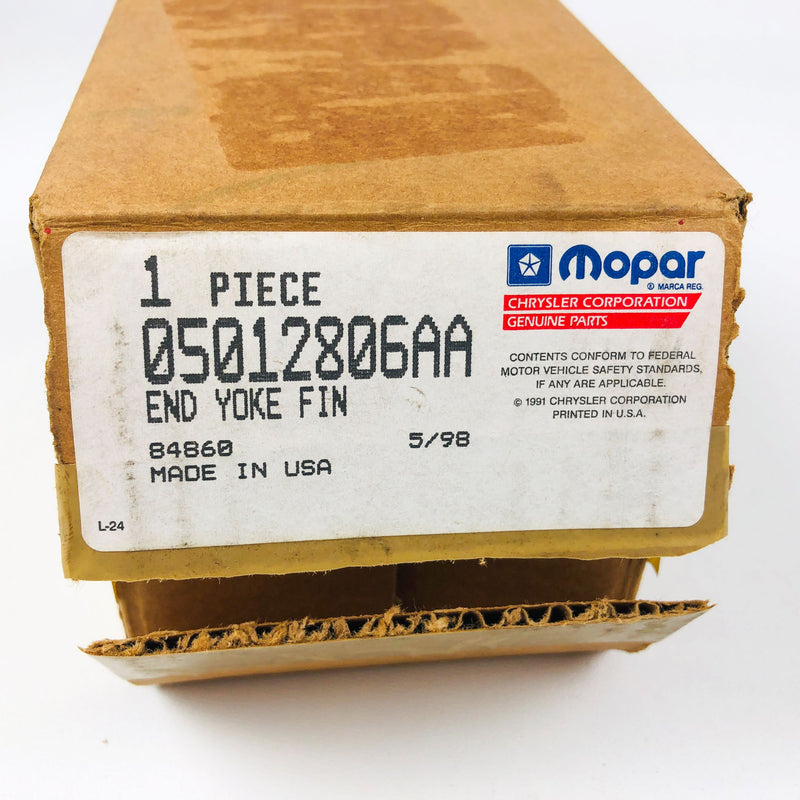 1 PIECE
05012806AA
END YOKE FIN
84860 5/98
MADE IN USA
L-24
Mopar
® MARCA REG.
CHRYSLER CORPORATION
GENUINE PARTS
CONTENTS CONFORM TO FEDERAL
MOTOR VEHICLE SAFETY STANDARDS,
IF ANY ARE APPLICABLE.
© 1991 CHRYSLER CORPORATION
PRINTED IN U.S.A.